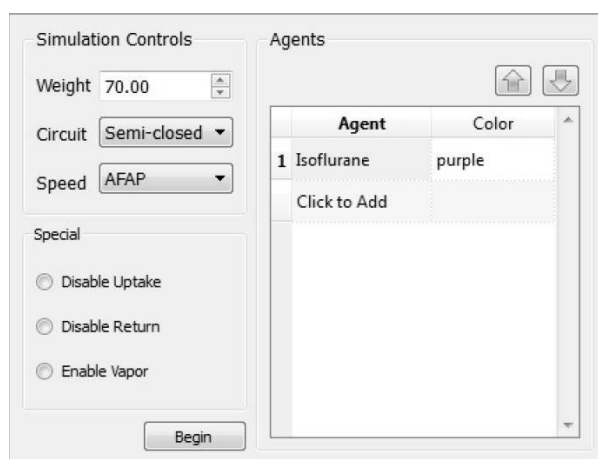 Simulation Controls
Weight 70.00
Circuit Semi-closed
Speed AFAP
Special
Disable Uptake
Disable Return
Enable Vapor
Begin
Agents
Agent Color
1 Isoflurane purple
Click to Add